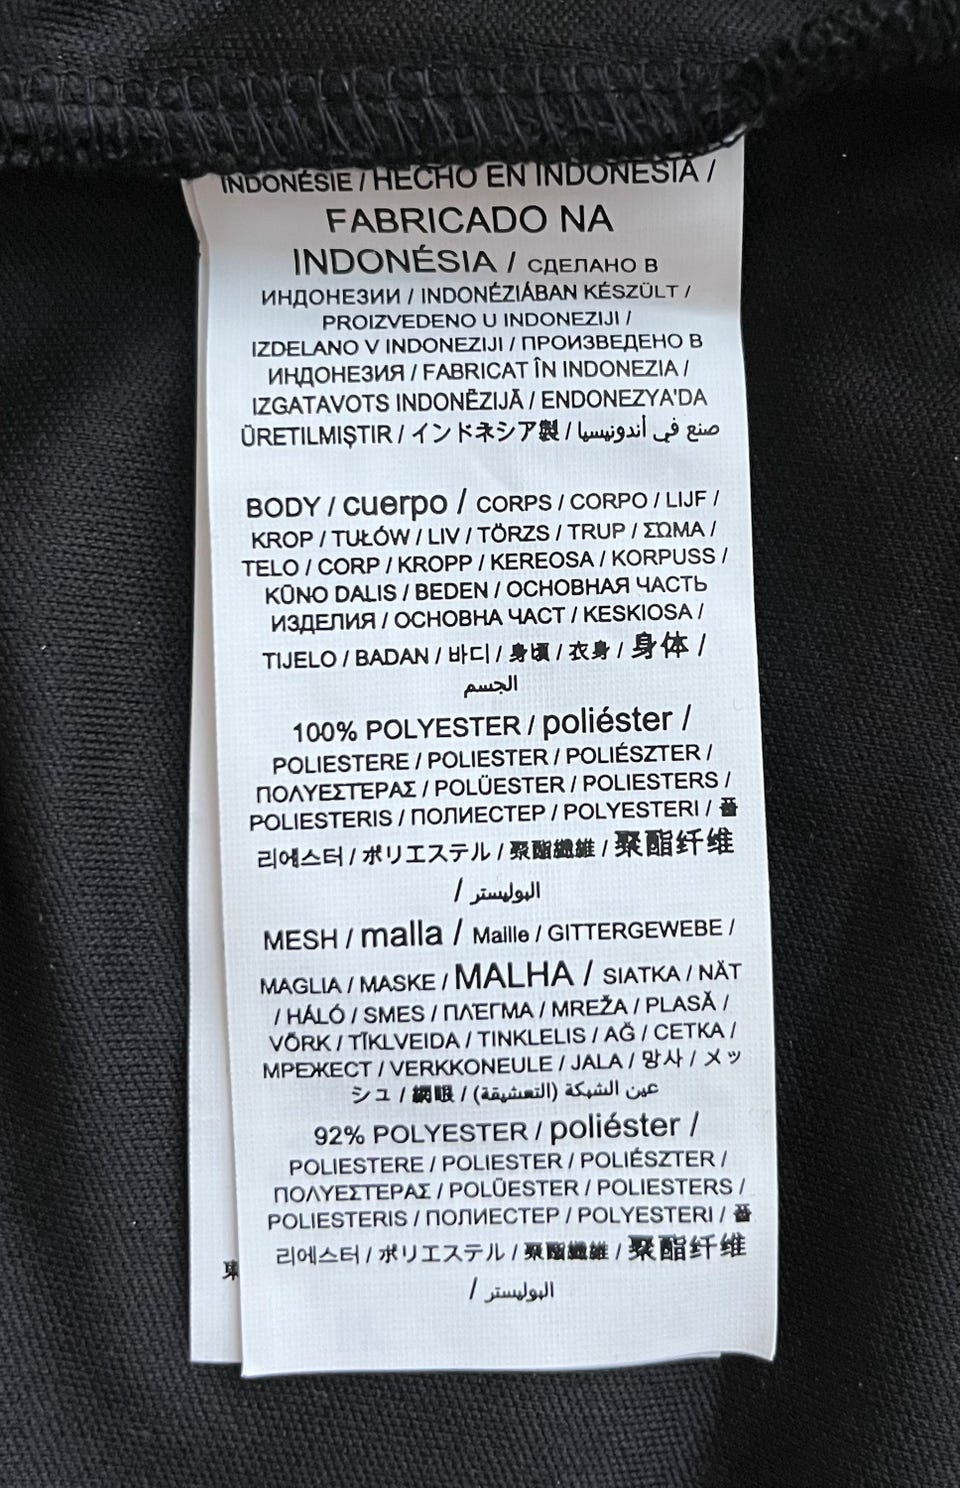 INDONÉSIE / HECHO EN INDONESIA /
FABRICADO NA
INDONÉSIA / СДЕЛАНО В
ИНДОНЕЗИИ / INDONÉZIÁBAN KÉSZÜLT /
PROIZVEDENO U INDONEZIJI /
IZDELANO V INDONEZIJI / ПРОИЗВЕДЕНО В
ИНДОНЕЗИЯ / FABRICAT ÎN INDONEZIA /
IZGATAVOTS INDONĒZIJĀ / ENDONEZYA'DA
ÜRETILMIŞTIR / インドネシア製 / صنع في أندونيسيا
BODY / cuerpo / CORPS / CORPO / LIJF /
KROP / TUŁÓW / LIV / TÖRZS / TRUP / ΣΩΜΑ /
TELO / CORP / KROPP / KEREOSA / KORPUSS /
KŪNO DALIS / BEDEN / ОСНОВНАЯ ЧАСТЬ
ИЗДЕЛИЯ / ОСНОВНА ЧАСТ / KESKIOSA /
TIJELO / BADAN / 바디 / 身頃 / 衣身 / 身体 /
الجسم
100% POLYESTER / poliéster /
POLIESTERE / POLIESTER / POLIÉSZTER /
ΠΟΛΥΕΣΤΕΡΑΣ / POLÜESTER / POLIESTERS /
POLIESTERIS / ПОЛИЕСТЕР / POLYESTERI / 폴
리에스터 / ポリエステル / 聚酯纖維 / 聚酯纤维
/ البوليستر
MESH / malla / Maille / GITTERGEWEBE /
MAGLIA / MASKE / MALHA / SIATKA / NÄT
/ HÁLÓ / SMES / ΠΛΈΓΜΑ / MREŽA / PLASĂ /
VÕRK / TĪKLVEIDA / TINKLELIS / AĞ / СЕТКА /
МРЕЖЕСТ / VERKKONEULE / JALA / 망사 / メッ
シュ / 網眼 / عين الشبكة (التعشيقة)
92% POLYESTER / poliéster /
POLIESTERE / POLIESTER / POLIÉSZTER /
ΠΟΛΥΕΣΤΕΡΑΣ / POLÜESTER / POLIESTERS /
POLIESTERIS / ПОЛИЕСТЕР / POLYESTERI / 폴
리에스터 / ポリエステル / 聚酯纖維 / 聚酯纤维
/ البوليستر